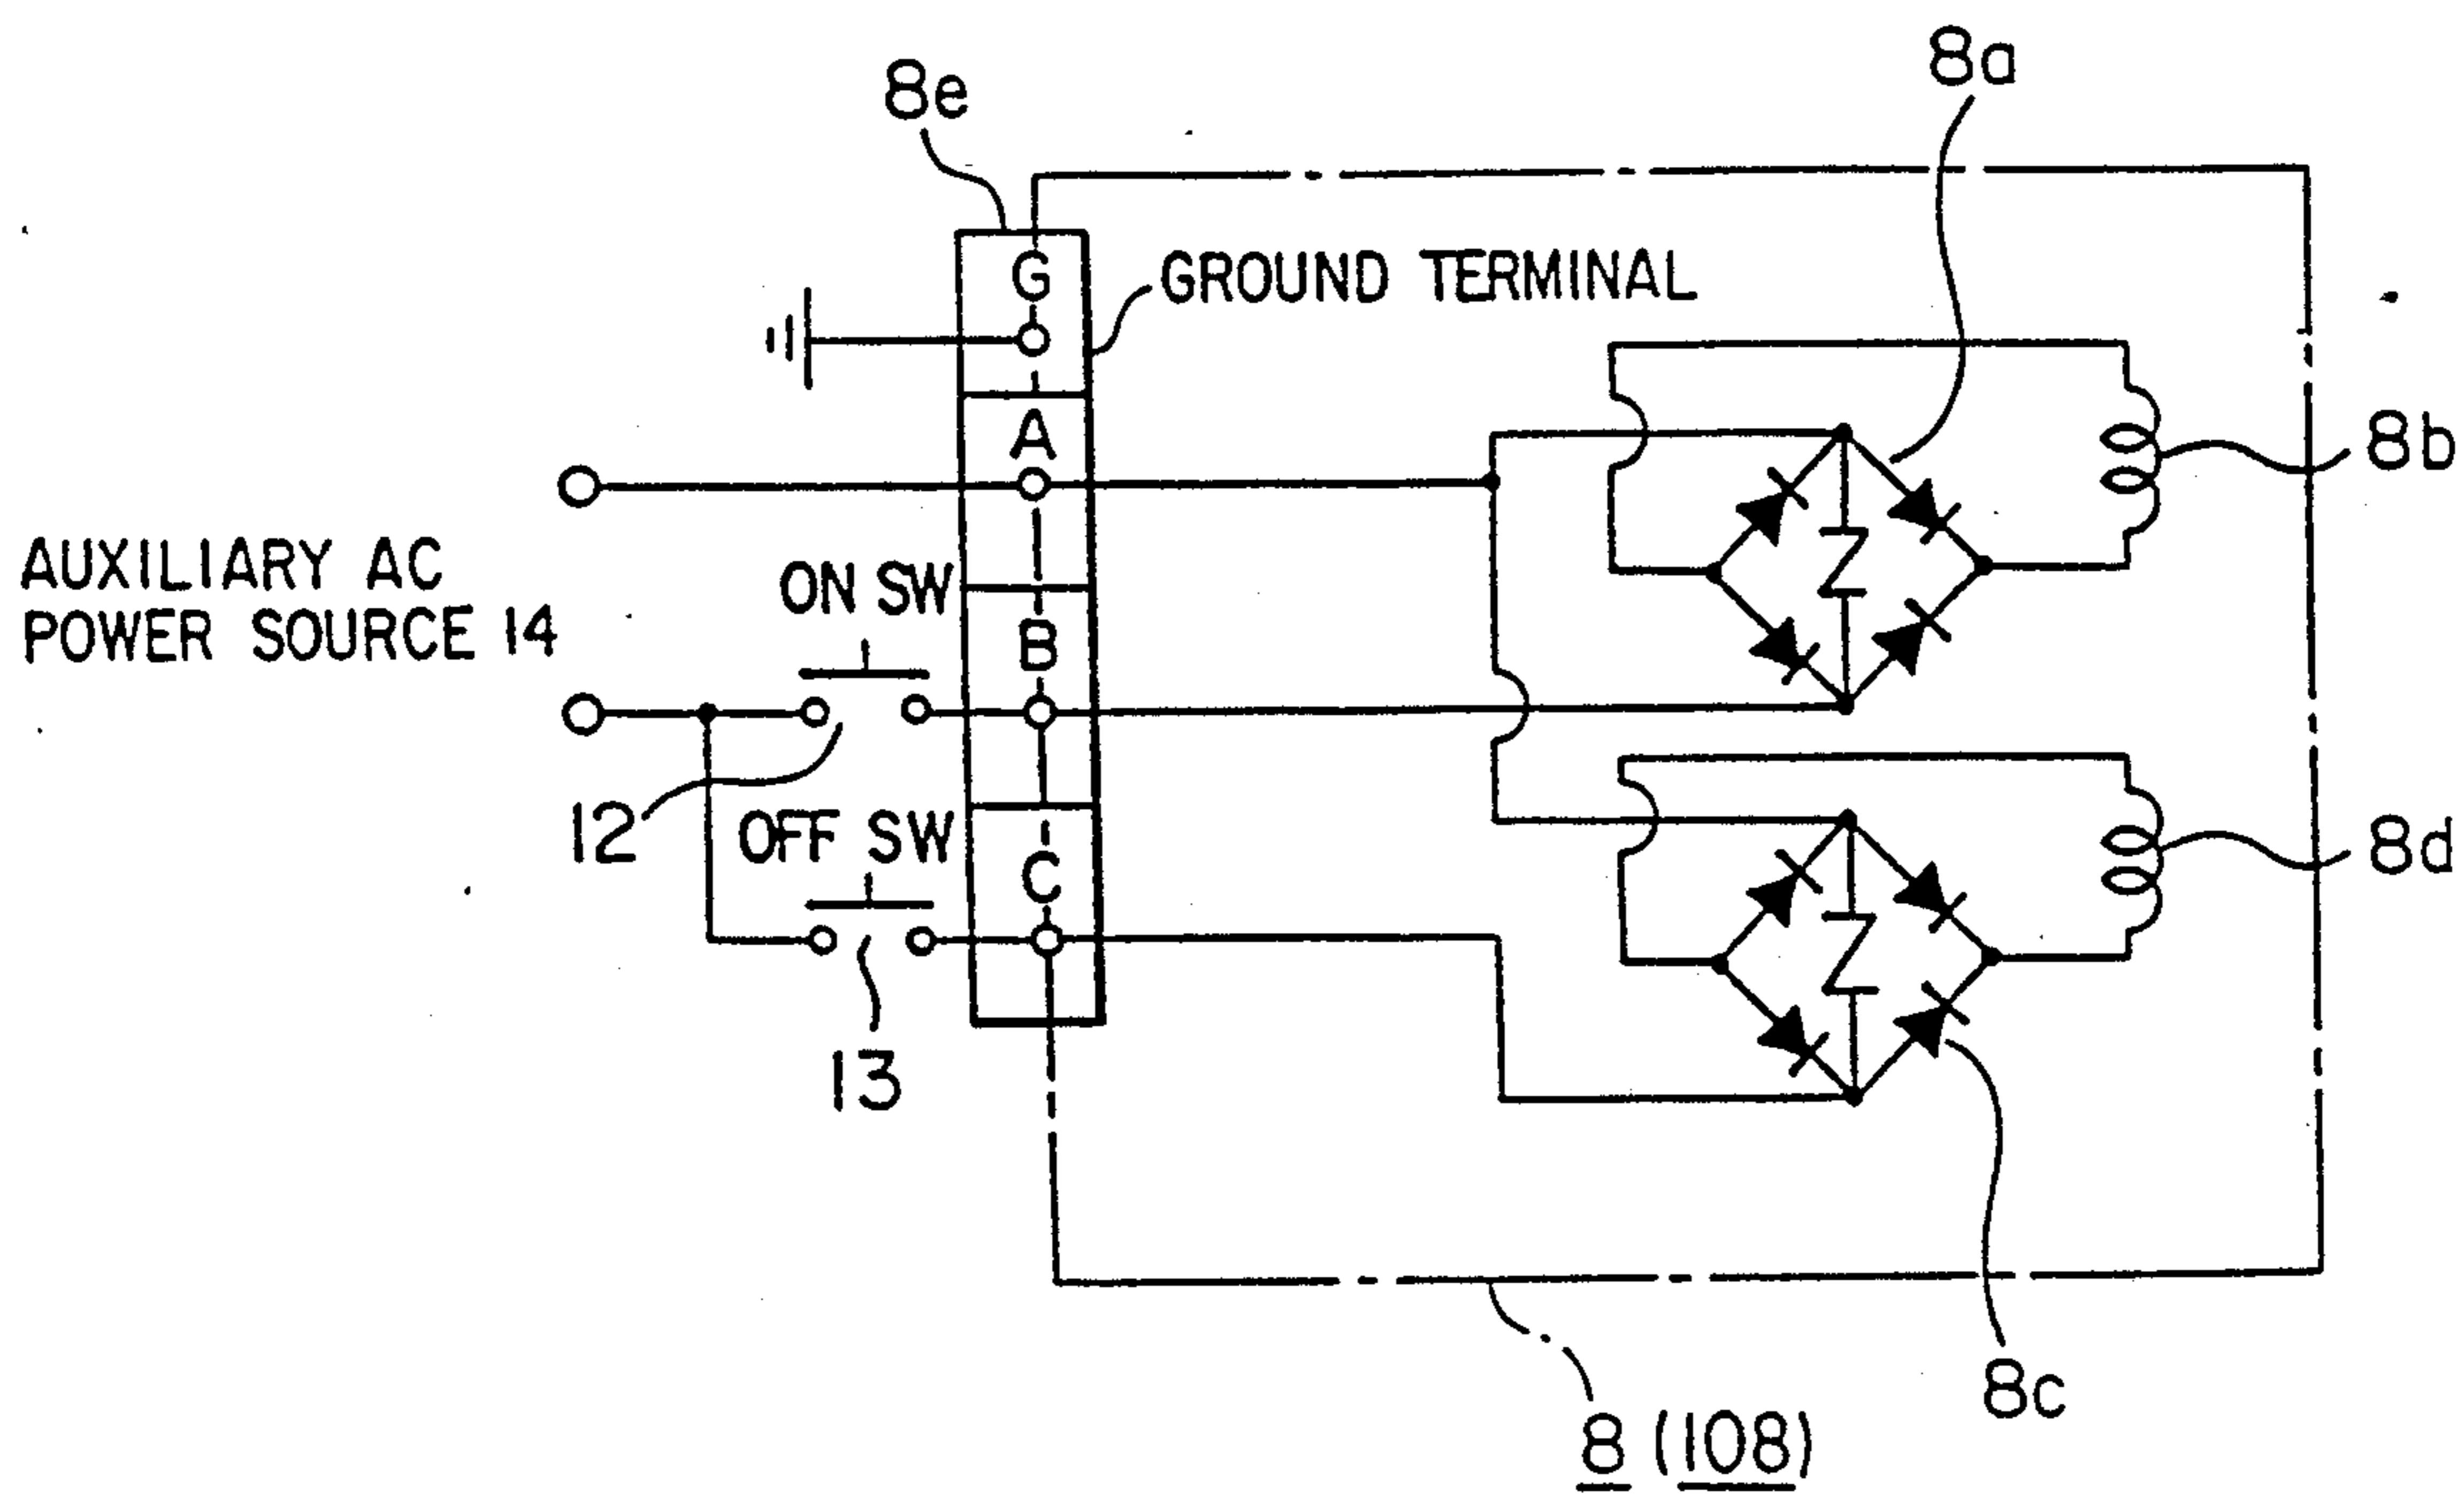 8a
8e
G
GROUND TERMINAL
A
8b
AUXILIARY AC
POWER SOURCE 14
ON SW
B
12
OFF SW
C
8d
13
8c
8 (108)